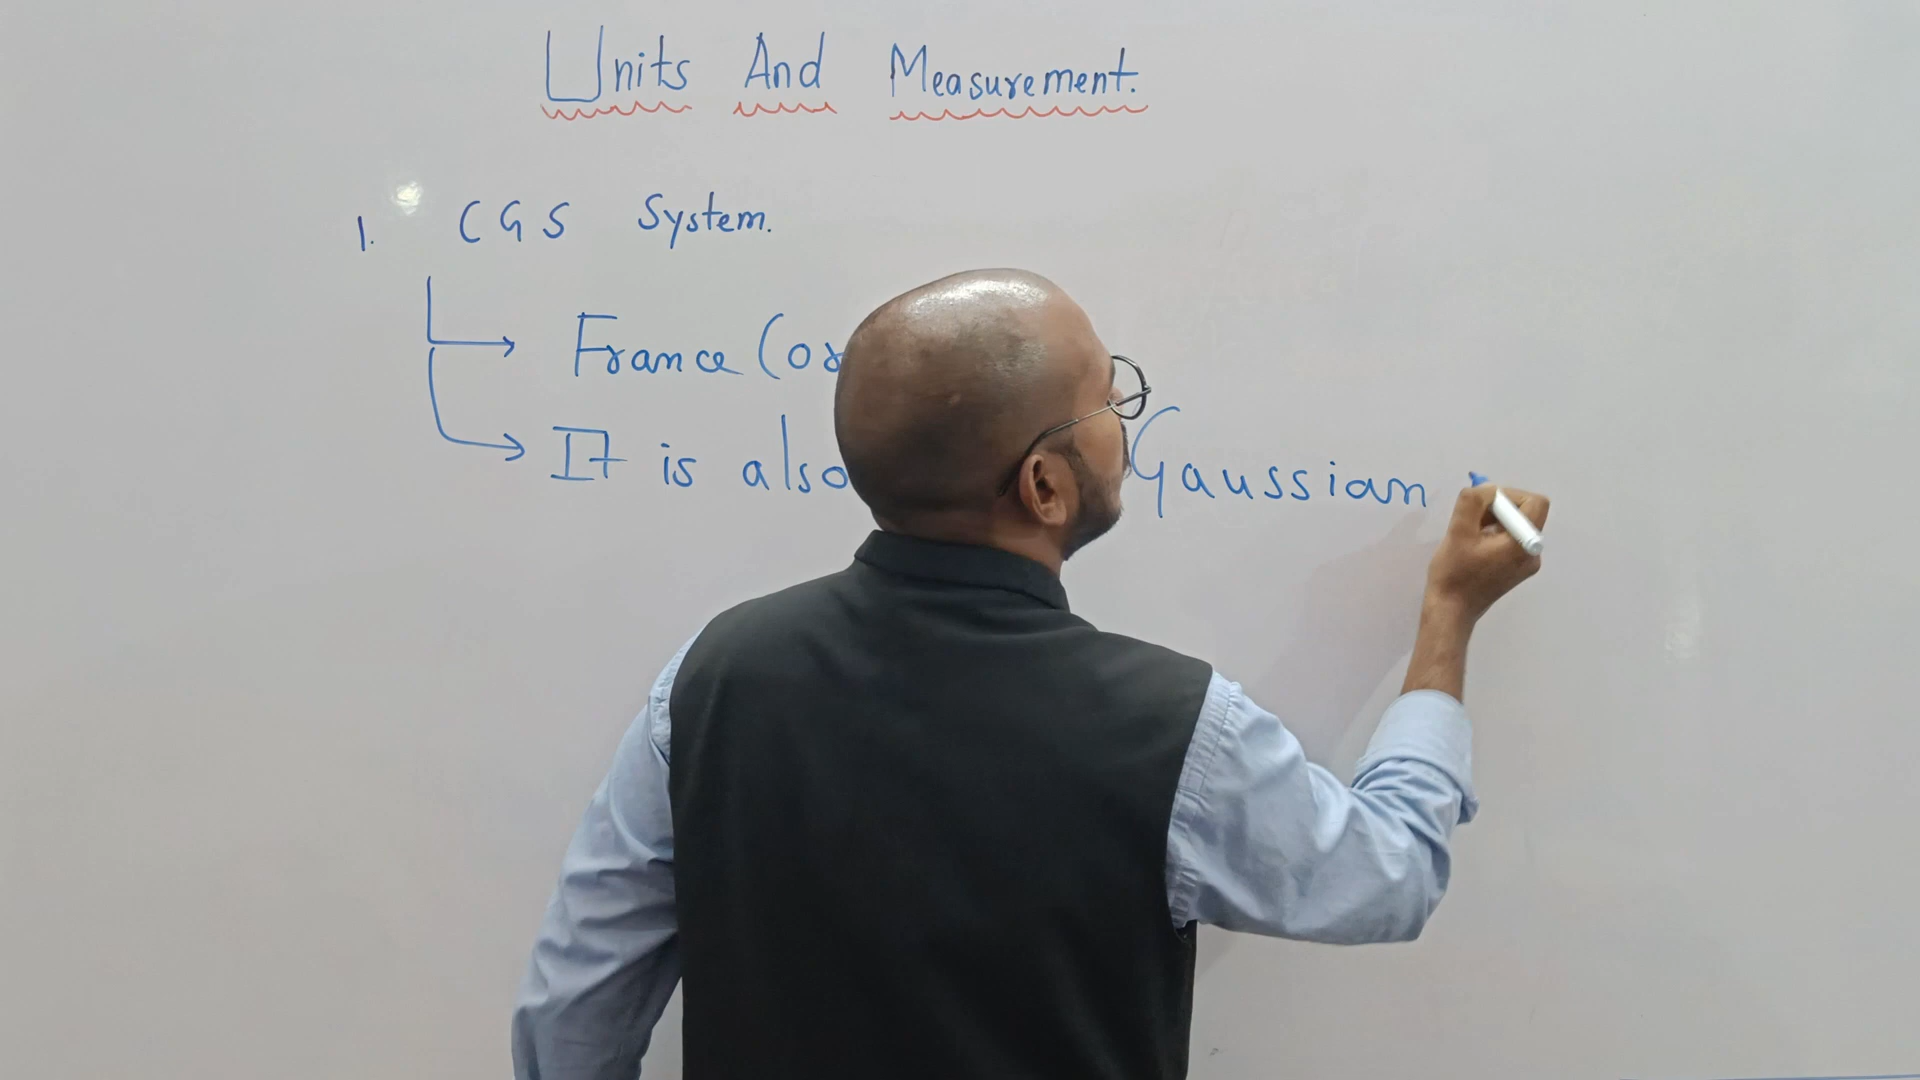 Units And Measurement.
1. CGS System.
France (or
It is also Gaussian